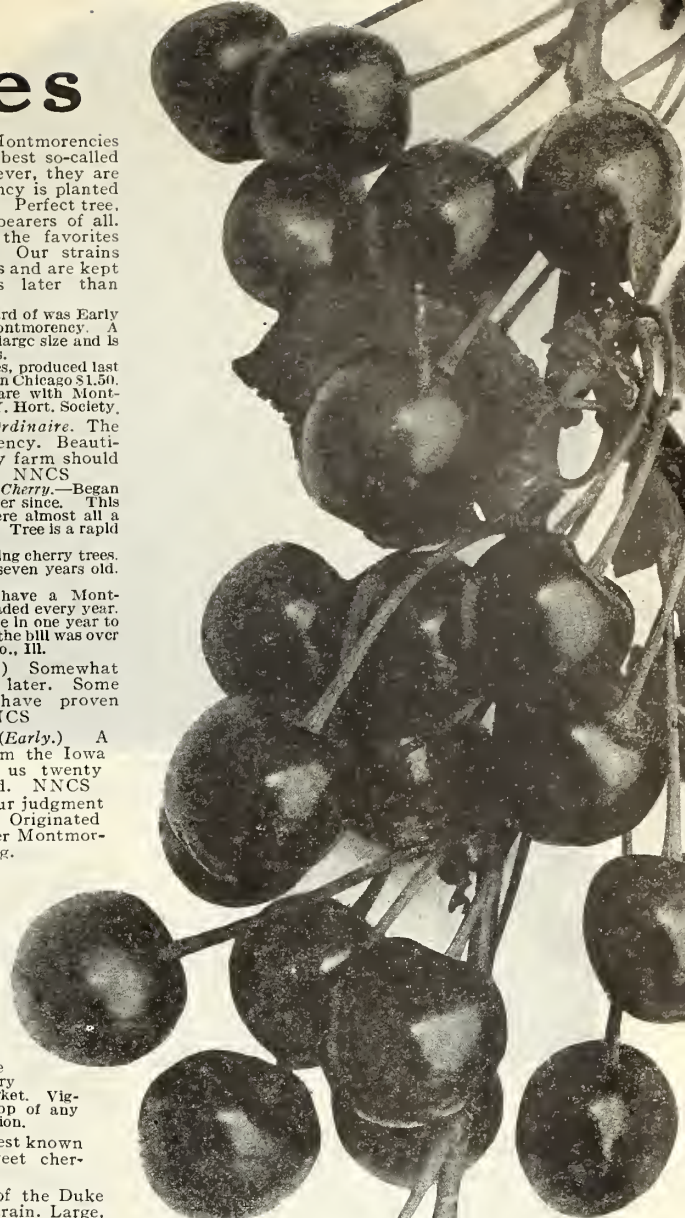 es
Montmorencies
best so-called
ever, they are
ncy is planted
Perfect tree,
bearers of all.
the favorites
Our strains
s and are kept
s later than
rd of was Early
ontmorency. A
large size and is
s.
es, produced last
n Chicago $1.50.
are with Mont-
Y. Hort. Society.
rdinaire. The
ency. Beauti-
y farm should
NNCS
Cherry.—Began
er since. This
ere almost all a
Tree is a rapid
ing cherry trees.
seven years old.
have a Mont-
aded every year.
e in one year to
the bill was over
o., Ill.
) Somewhat
later. Some
have proven
NCS
(Early.) A
m the Iowa
us twenty
d. NNCS
ur judgment
Originated
er Montmor-
g.
e
ry
ket. Vig-
op of any
ion.
est known
eet cher-
of the Duke
rain. Large,